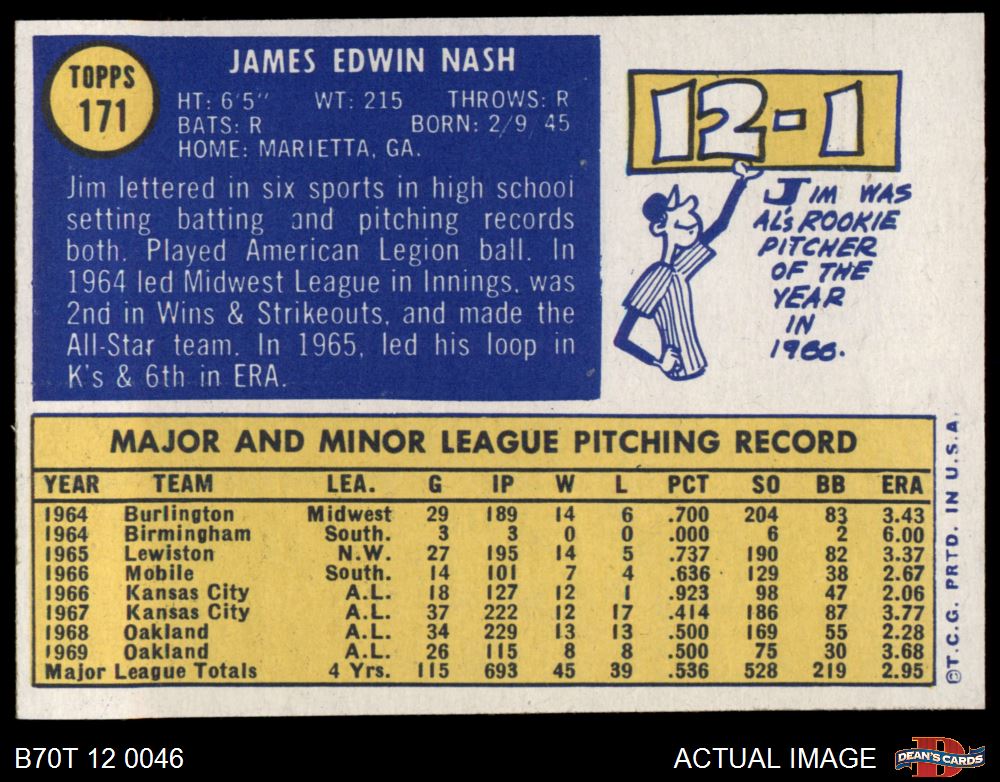 TOPPS
171
JAMES EDWIN NASH
HT: 6'5" WT: 215 THROWS: R
BATS: R BORN: 2/9/45
HOME: MARIETTA, GA.
Jim lettered in six sports in high school
setting batting and pitching records
both. Played American Legion ball. In
1964 led Midwest League in Innings, was
2nd in Wins & Strikeouts, and made the
All-Star team. In 1965, led his loop in
K's & 6th in ERA.
12-1
JIM WAS
AL's ROOKIE
PITCHER
OF THE
YEAR
IN
1966.
MAJOR AND MINOR LEAGUE PITCHING RECORD
YEAR TEAM LEA. G IP W L PCT SO BB ERA
1964 Burlington Midwest 29 189 14 6 .700 204 83 3.43
1964 Birmingham South. 3 3 0 0 .000 6 2 6.00
1965 Lewiston N.W. 27 195 14 5 .737 190 82 3.37
1966 Mobile South. 14 101 7 4 .636 129 38 2.67
1966 Kansas City A.L. 18 127 12 1 .923 98 47 2.06
1967 Kansas City A.L. 37 222 12 17 .414 186 87 3.77
1968 Oakland A.L. 34 229 13 13 .500 169 55 2.28
1969 Oakland A.L. 26 115 8 8 .500 75 30 3.68
Major League Totals 4 Yrs. 115 693 45 39 .536 528 219 2.95
©T.C.G. PRTD. IN U.S.A.
B70T 12 0046 ACTUAL IMAGE
D
DEAN'S CARDS